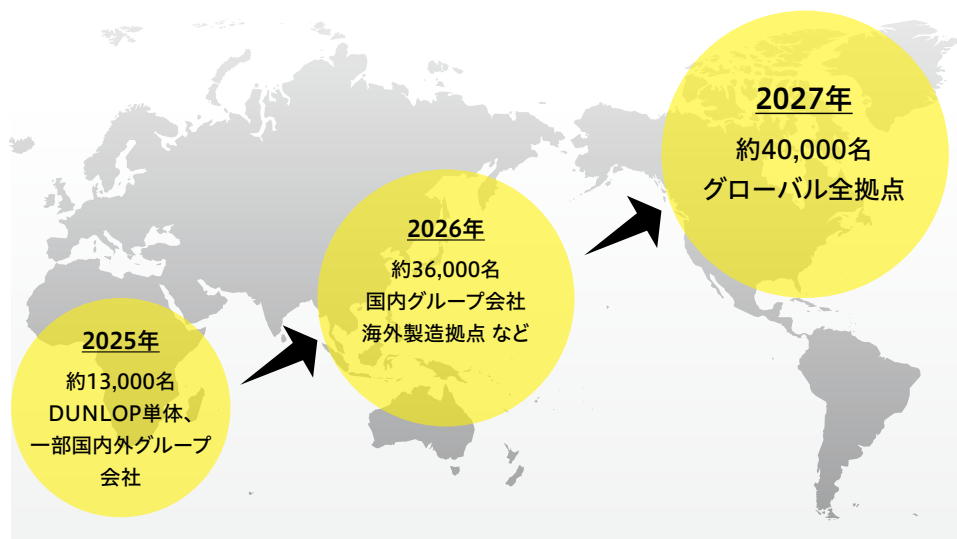 2025年
約13,000名
DUNLOP単体、
一部国内外グループ
会社
2026年
約36,000名
国内グループ会社
海外製造拠点 など
2027年
約40,000名
グローバル全拠点